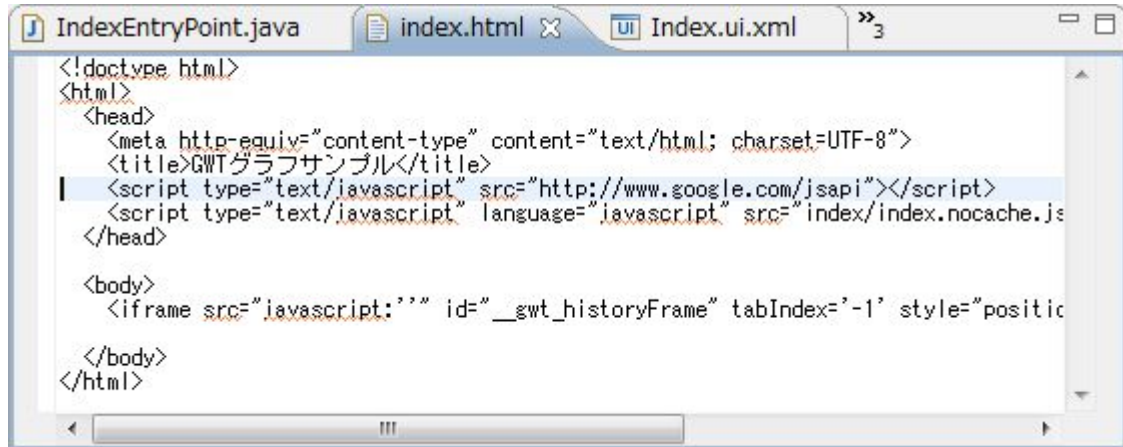 IndexEntryPoint.java index.html Index.ui.xml »3
<!doctype html>
<html>
<head>
<meta http-equiv="content-type" content="text/html; charset=UTF-8">
<title>GWTグラフサンプル</title>
<script type="text/javascript" src="http://www.google.com/jsapi"></script>
<script type="text/javascript" language="javascript" src="index/index.nocache.js
</head>
<body>
<iframe src="javascript:''" id="__gwt_historyFrame" tabIndex='-1' style="positio
</body>
</html>